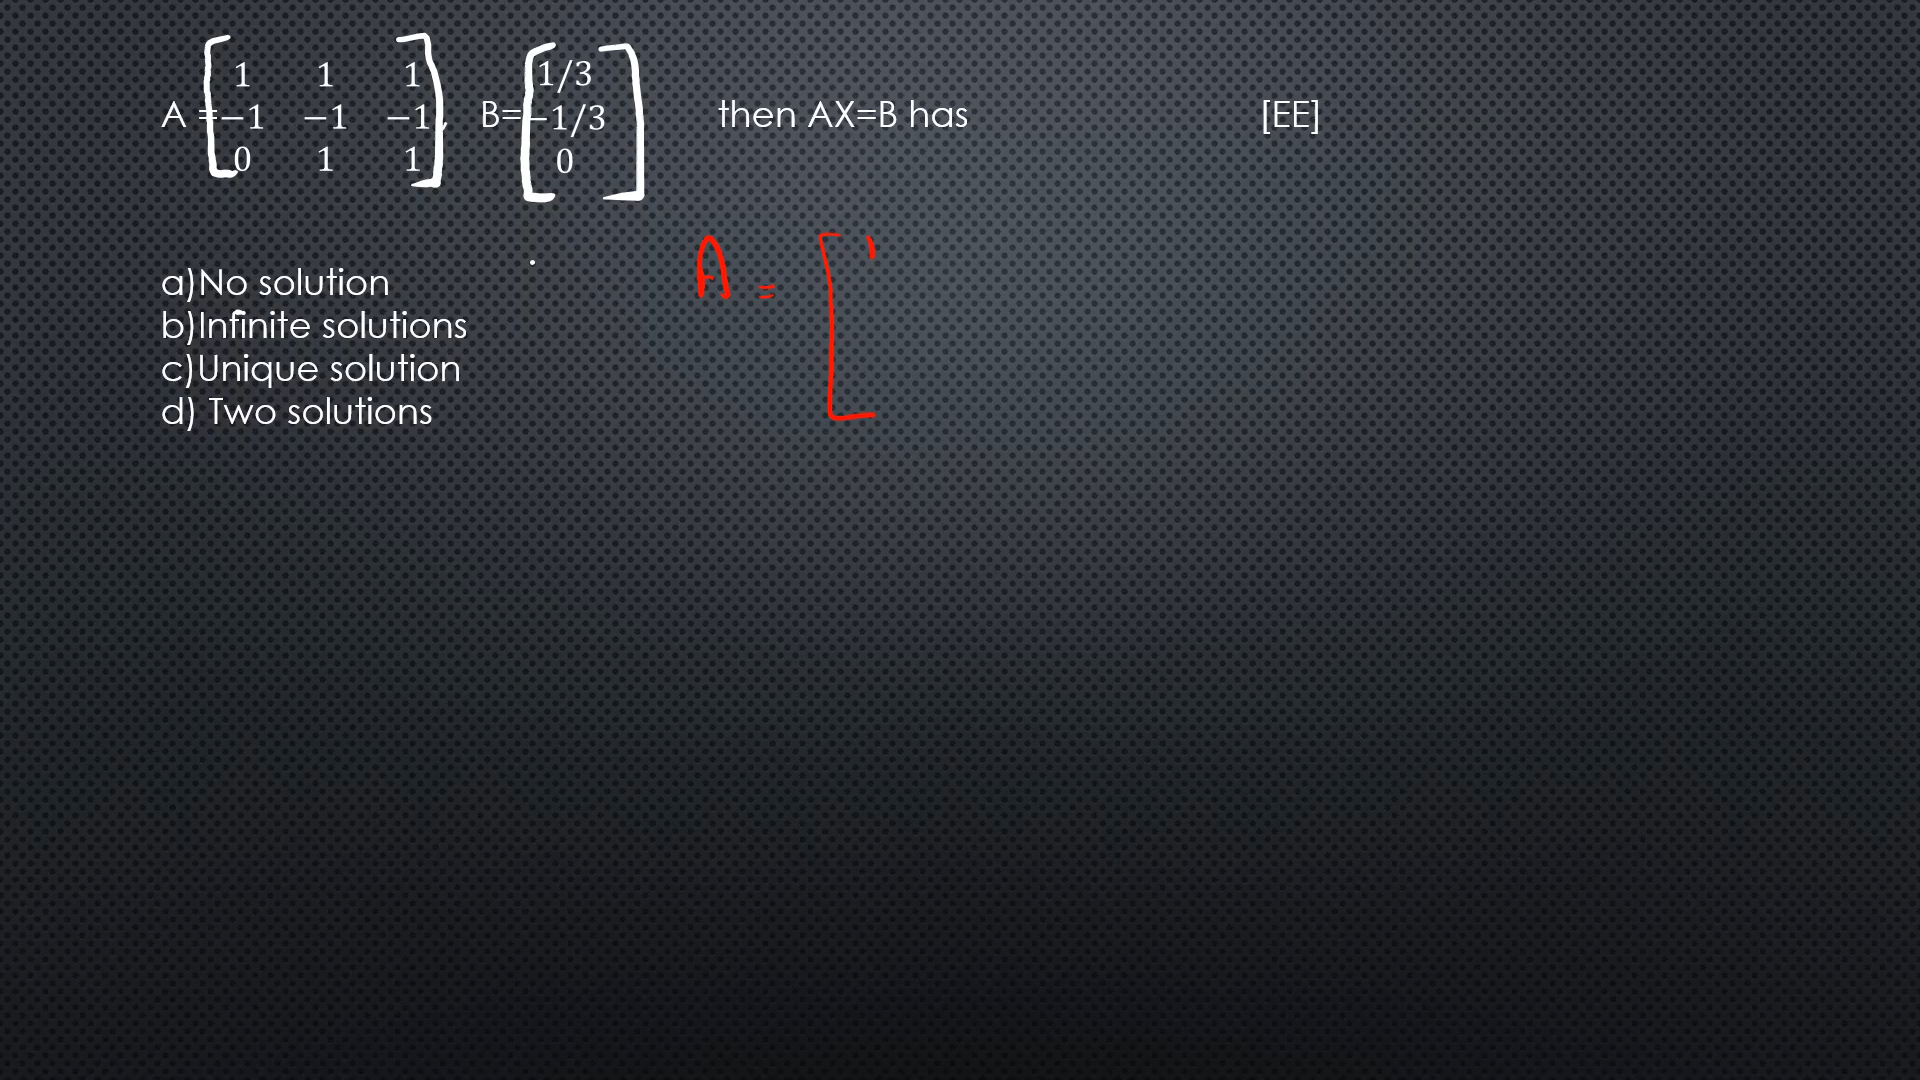 1 1 1 1/3
A =−1 −1 −1, B=−1/3 then AX=B has [EE]
0 1 1 0
A = [ 1
a)No solution
b)Infinite solutions
c)Unique solution
d) Two solutions